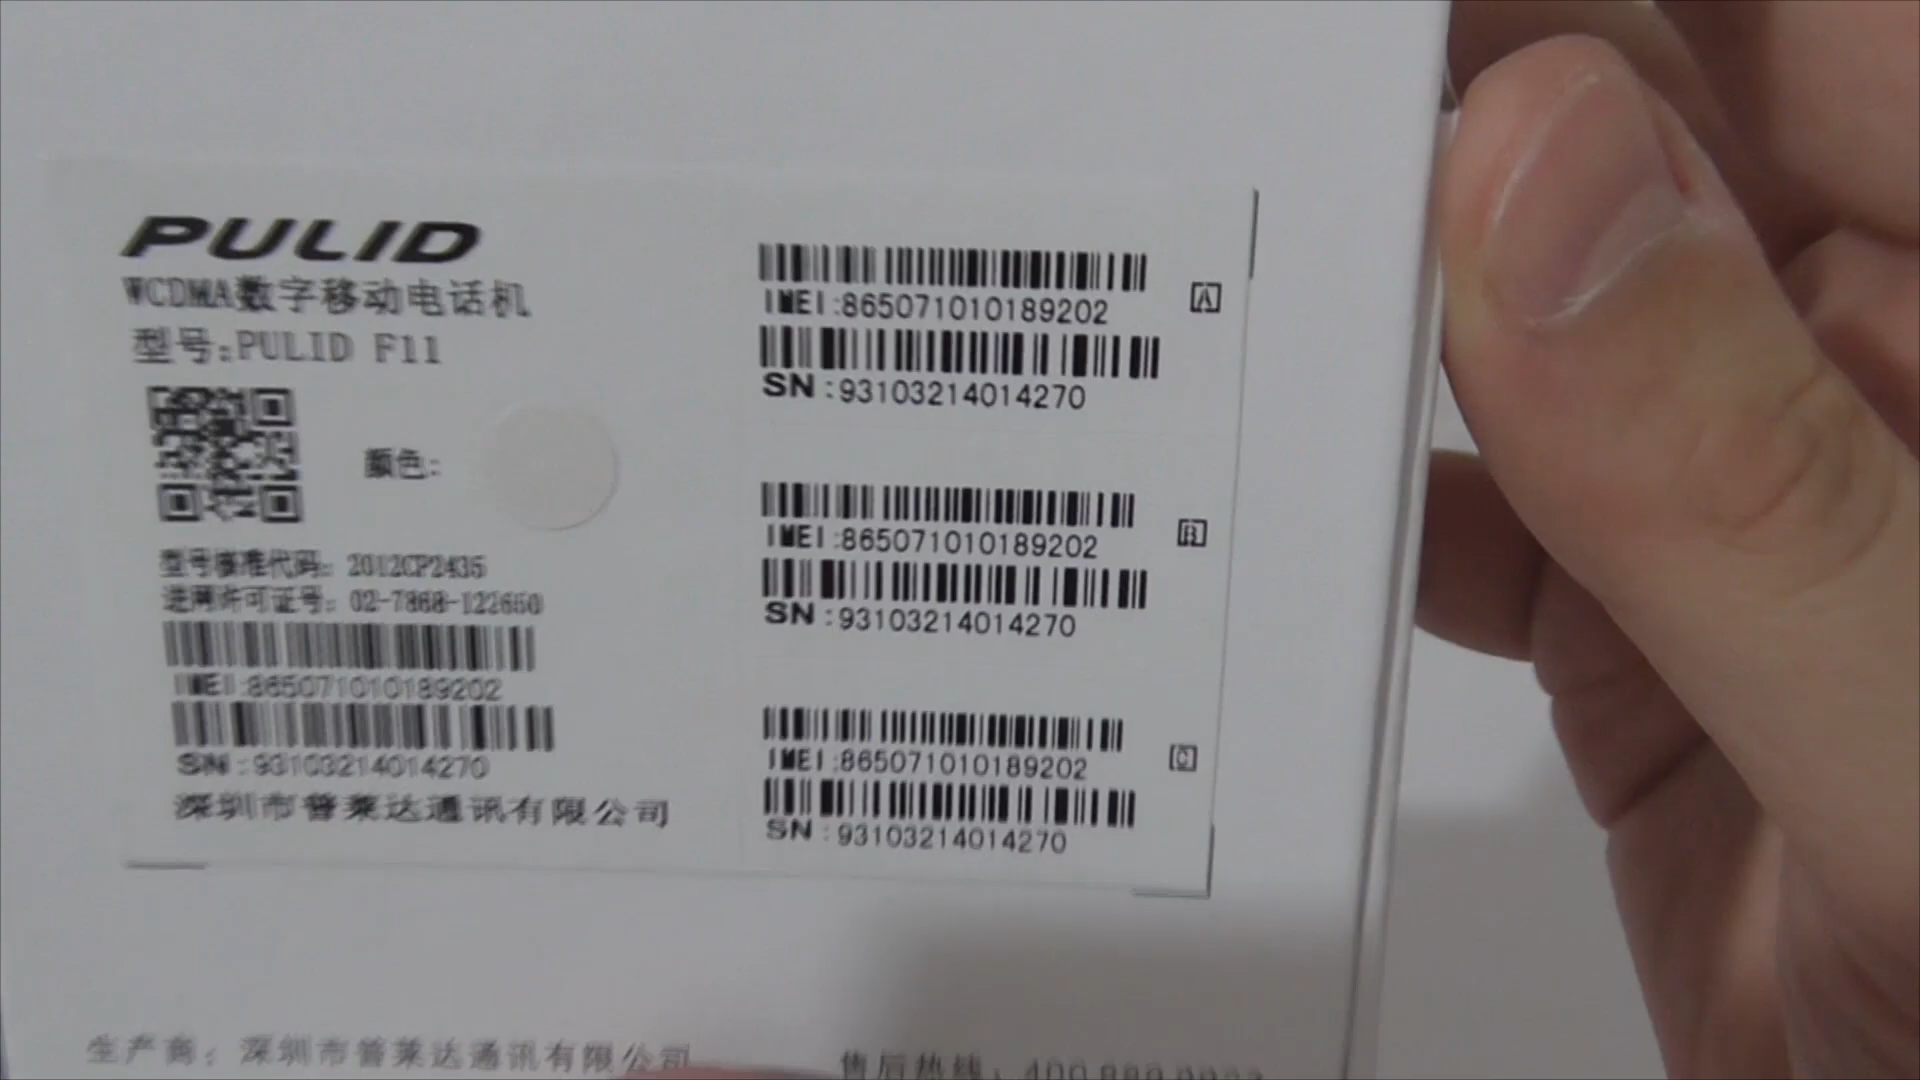 PULID
WCDMA数字移动电话机
型号:PULID F11
颜色:
型号核准代码: 2012CP2435
进网许可证号: 02-7868-122650
IMEI:865071010189202
SN:93103214014270
深圳市普莱达通讯有限公司
IMEI:865071010189202
SN:93103214014270
A
IMEI:865071010189202
SN:93103214014270
B
IMEI:865071010189202
SN:93103214014270
C
生产商: 深圳市普莱达通讯有限公司
售后热线: